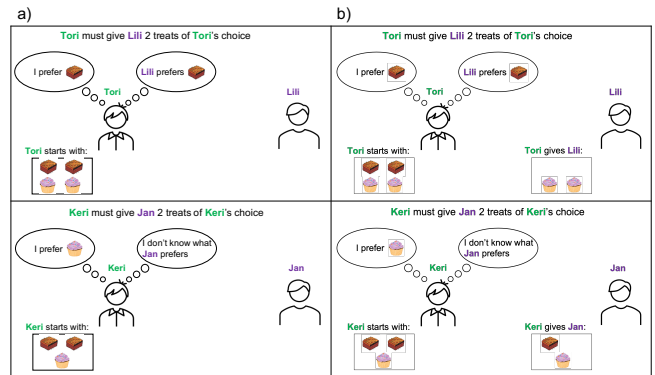 a)
b)
Tori must give Lili 2 treats of Tori's choice
I prefer
Lili prefers
Tori
Lili
Tori starts with:
Tori must give Lili 2 treats of Tori's choice
I prefer
Lili prefers
Tori
Lili
Tori starts with:
Tori gives Lili:
Keri must give Jan 2 treats of Keri's choice
I prefer
I don't know what
Jan prefers
Keri
Jan
Keri starts with:
Keri must give Jan 2 treats of Keri's choice
I prefer
I don't know what
Jan prefers
Keri
Jan
Keri starts with:
Keri gives Jan: